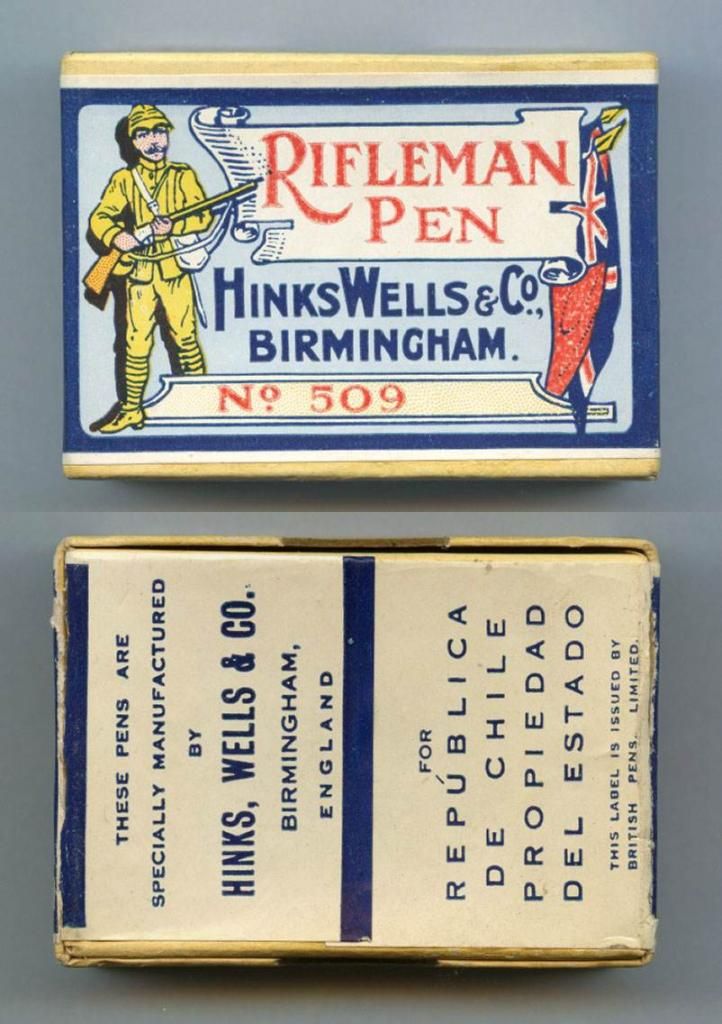 RIFLEMAN
PEN
HINKS WELLS & Co.,
BIRMINGHAM.
No 509
THESE PENS ARE
SPECIALLY MANUFACTURED
BY
HINKS, WELLS & CO.
BIRMINGHAM,
ENGLAND
FOR
REPÚBLICA
DE CHILE
PROPIEDAD
DEL ESTADO
THIS LABEL IS ISSUED BY
BRITISH PENS, LIMITED.